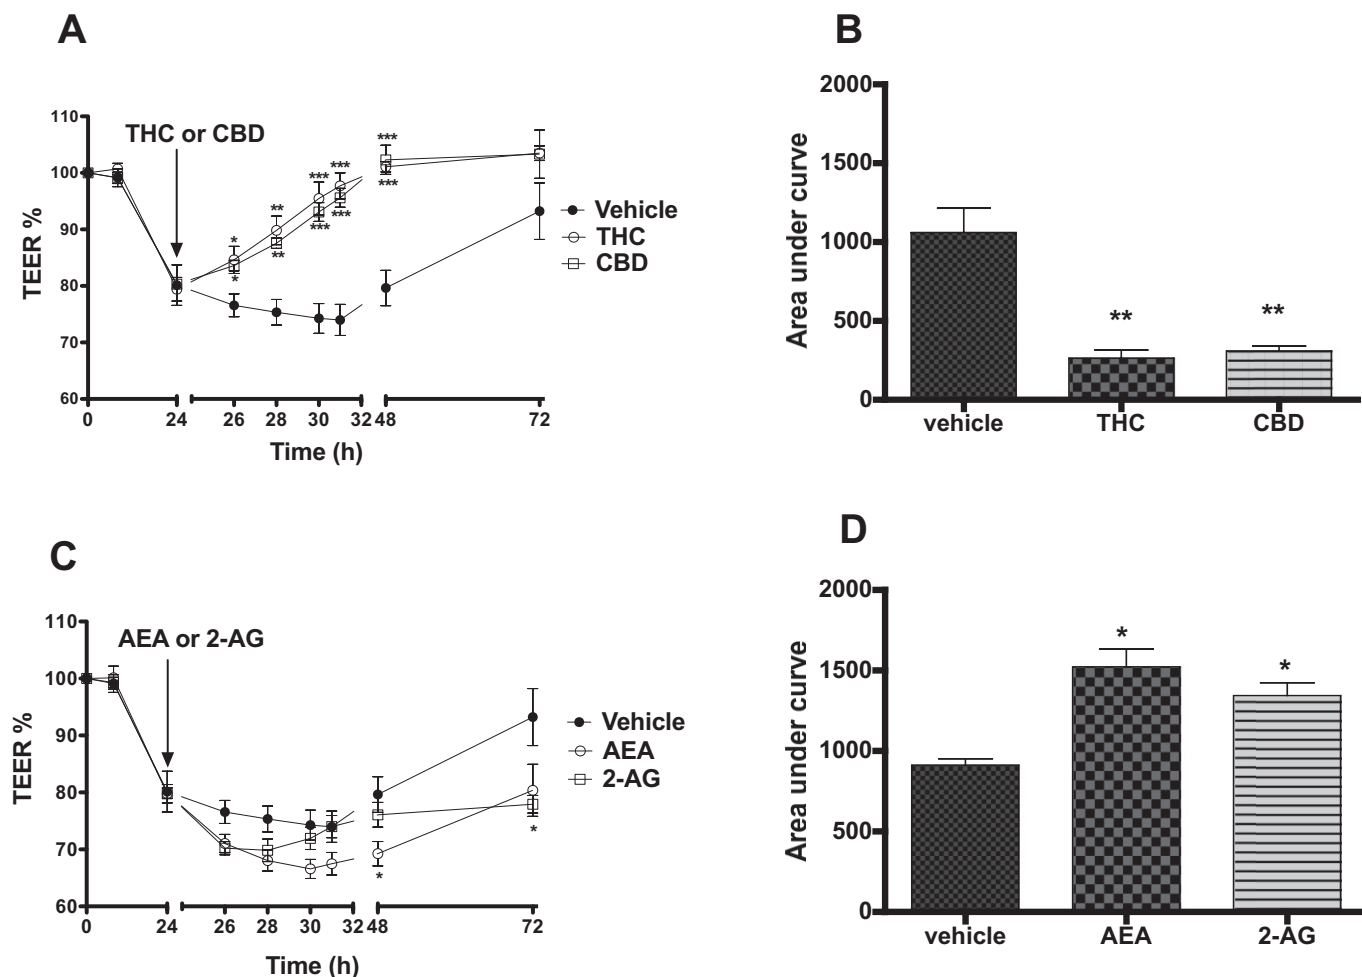 A
TEER %
110
100
90
80
70
60
THC or CBD
*
*
**
**
***
***
***
***
***
***
Vehicle
THC
CBD
0
24
26
28
30
32
48
72
Time (h)
B
Area under curve
2000
1500
1000
500
0
**
**
vehicle
THC
CBD
C
TEER %
110
100
90
80
70
60
AEA or 2-AG
*
*
Vehicle
AEA
2-AG
0
24
26
28
30
32
48
72
Time (h)
D
Area under curve
2000
1500
1000
500
0
*
*
vehicle
AEA
2-AG